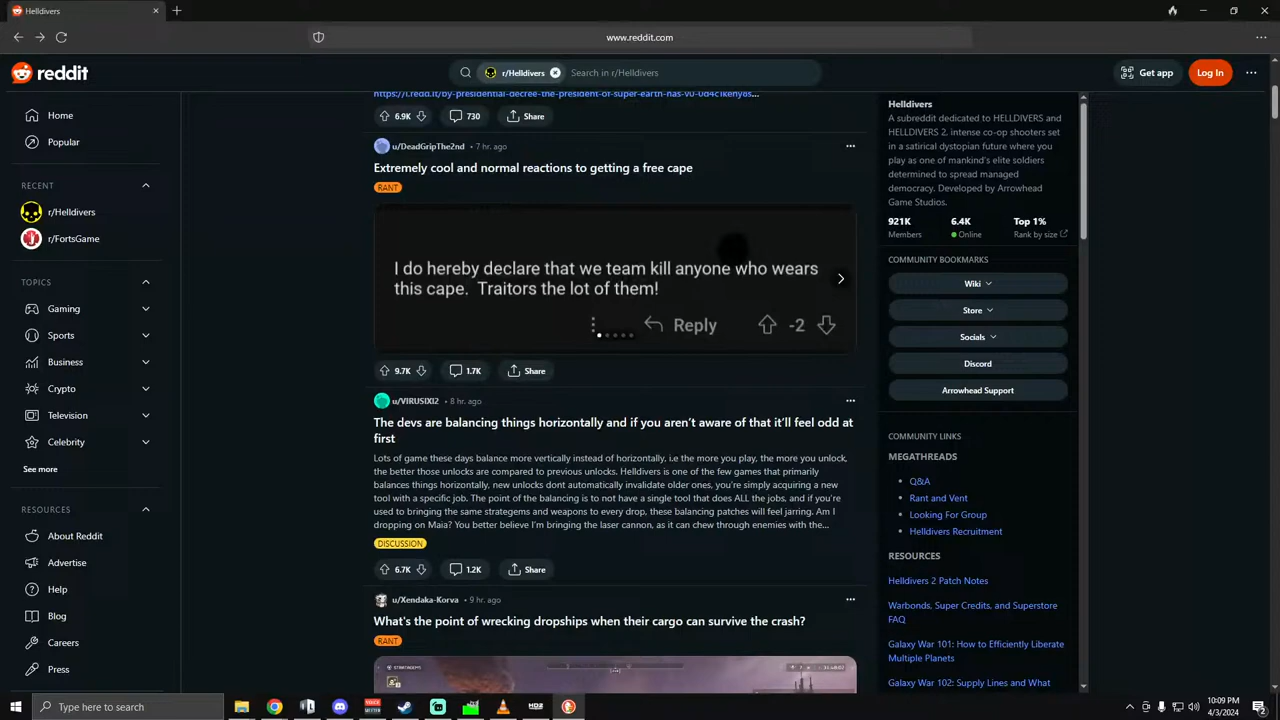 Helldivers
www.reddit.com
reddit
r/Helldivers
Search in r/Helldivers
Get app
Log In
Home
Popular
RECENT
r/Helldivers
r/FortsGame
TOPICS
Gaming
Sports
Business
Crypto
Television
Celebrity
See more
RESOURCES
About Reddit
Advertise
Help
Blog
Careers
Press
6.9K
730
Share
u/DeadGripThe2nd • 7 hr. ago
Extremely cool and normal reactions to getting a free cape
RANT
I do hereby declare that we team kill anyone who wears
this cape. Traitors the lot of them!
Reply
-2
9.7K
1.7K
Share
u/VIRUSIXI2 • 8 hr. ago
The devs are balancing things horizontally and if you aren’t aware of that it’ll feel odd at
first
Lots of game these days balance more vertically instead of horizontally, i.e the more you play, the more you unlock,
the better those unlocks are compared to previous unlocks. Helldivers is one of the few games that primarily
balances things horizontally, new unlocks dont automatically invalidate older ones, you’re simply acquiring a new
tool with a specific job. The point of the balancing is to not have a single tool that does ALL the jobs, and if you’re
used to bringing the same strategems and weapons to every drop, these balancing patches will feel jarring. Am I
dropping on Maia? You better believe I’m bringing the laser cannon, as it can chew through enemies with the...
DISCUSSION
6.7K
1.2K
Share
u/Xendaka-Korva • 9 hr. ago
What's the point of wrecking dropships when their cargo can survive the crash?
RANT
Helldivers
A subreddit dedicated to HELLDIVERS and
HELLDIVERS 2, intense co-op shooters set
in a satirical dystopian future where you
play as one of mankind's elite soldiers
determined to spread managed
democracy. Developed by Arrowhead
Game Studios.
921K
6.4K
Top 1%
Members
Online
Rank by size
COMMUNITY BOOKMARKS
Wiki
Store
Socials
Discord
Arrowhead Support
COMMUNITY LINKS
MEGATHREADS
Q&A
Rant and Vent
Looking For Group
Helldivers Recruitment
RESOURCES
Helldivers 2 Patch Notes
Warbonds, Super Credits, and Superstore
FAQ
Galaxy War 101: How to Efficiently Liberate
Multiple Planets
Galaxy War 102: Supply Lines and What
Type here to search
10:09 PM
4/3/2024